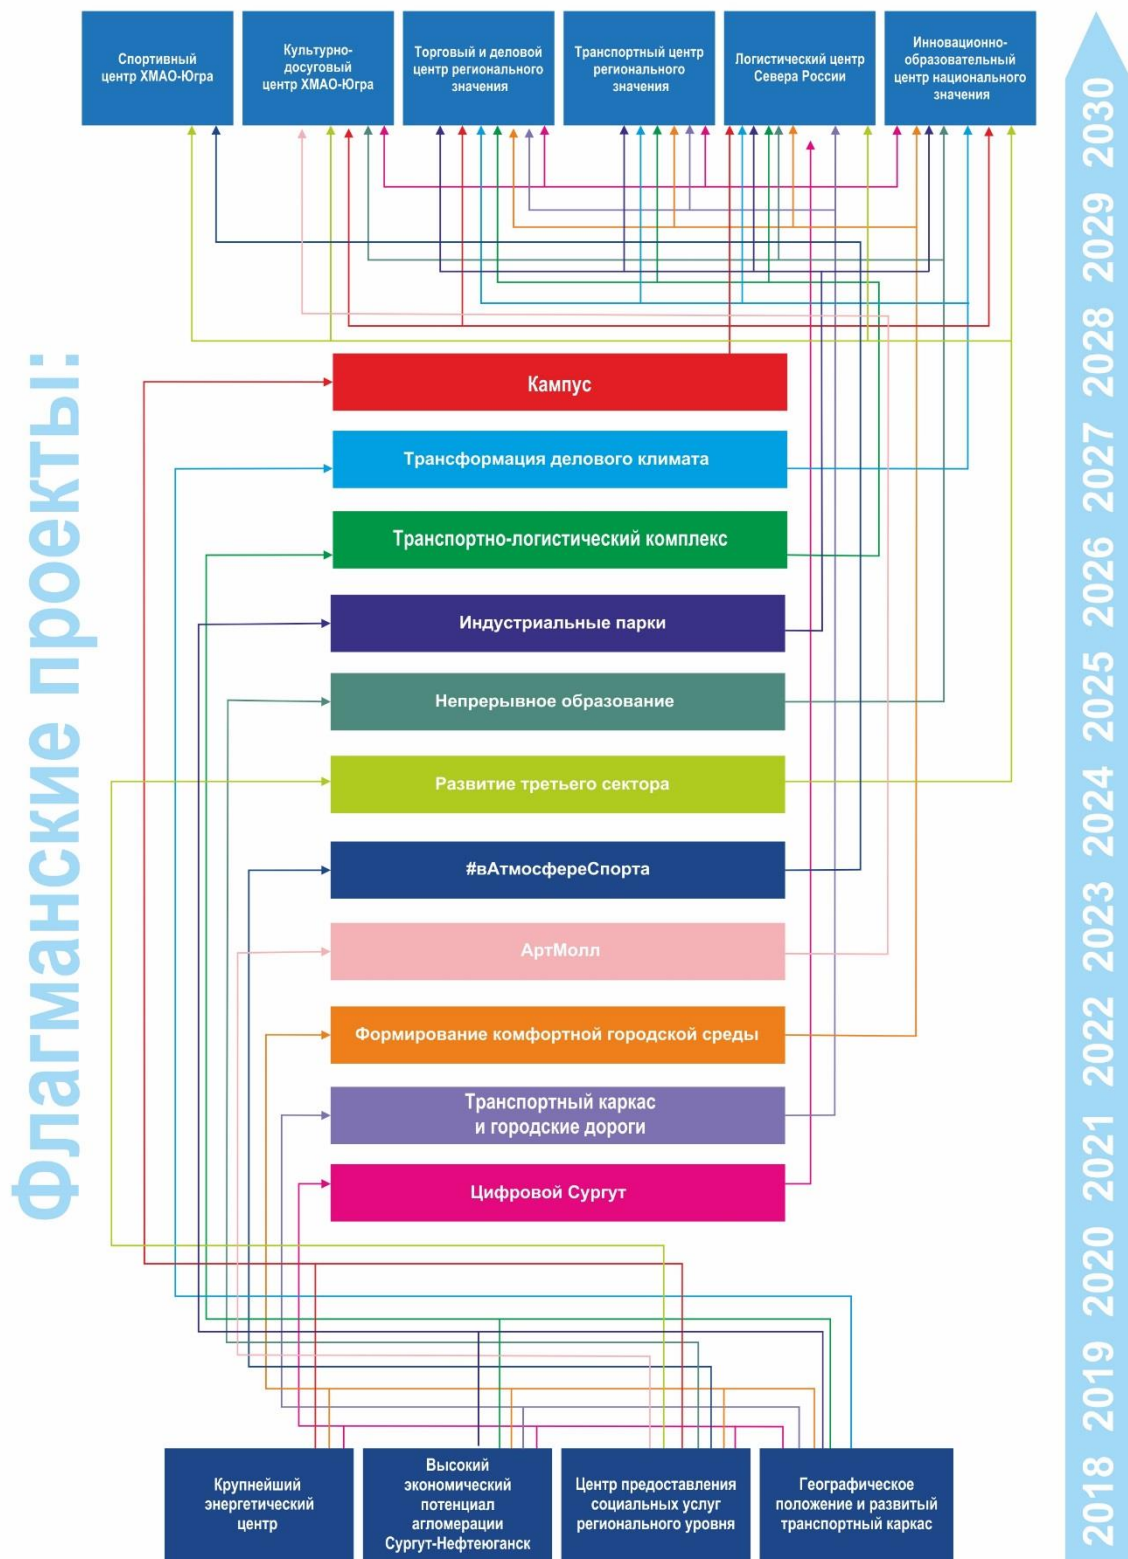 Спортивный
центр ХМАО-Югра
Культурно-
досуговый
центр ХМАО-Югра
Торговый и деловой
центр регионального
значения
Транспортный центр
регионального
значения
Логистический центр
Севера России
Инновационно-
образовательный
центр национального
значения
Флагманские проекты:
Кампус
Трансформация делового климата
Транспортно-логистический комплекс
Индустриальные парки
Непрерывное образование
Развитие третьего сектора
#вАтмосфереСпорта
АртМолл
Формирование комфортной городской среды
Транспортный каркас
и городские дороги
Цифровой Сургут
Крупнейший
энергетический
центр
Высокий
экономический
потенциал
агломерации
Сургут-Нефтеюганск
Центр предоставления
социальных услуг
регионального уровня
Географическое
положение и развитый
транспортный каркас
2018 2019 2020 2021 2022 2023 2024 2025 2026 2027 2028 2029 2030